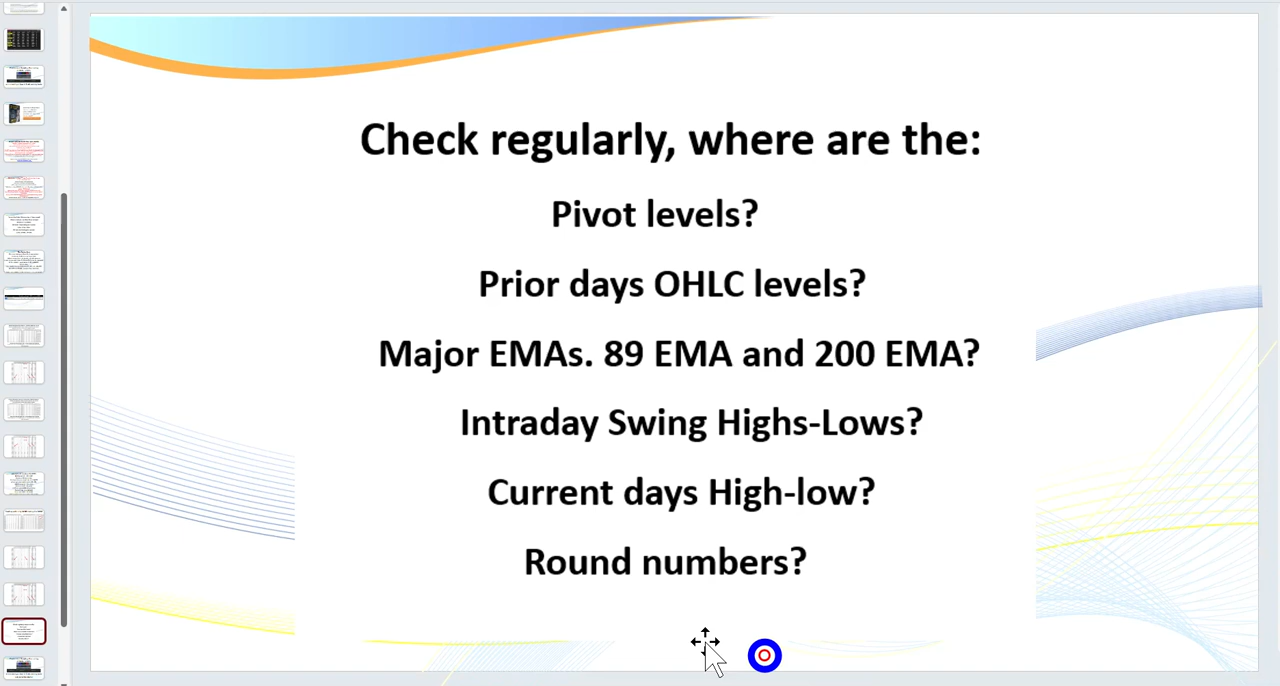 Check regularly, where are the:
Pivot levels?
Prior days OHLC levels?
Major EMAs. 89 EMA and 200 EMA?
Intraday Swing Highs-Lows?
Current days High-low?
Round numbers?